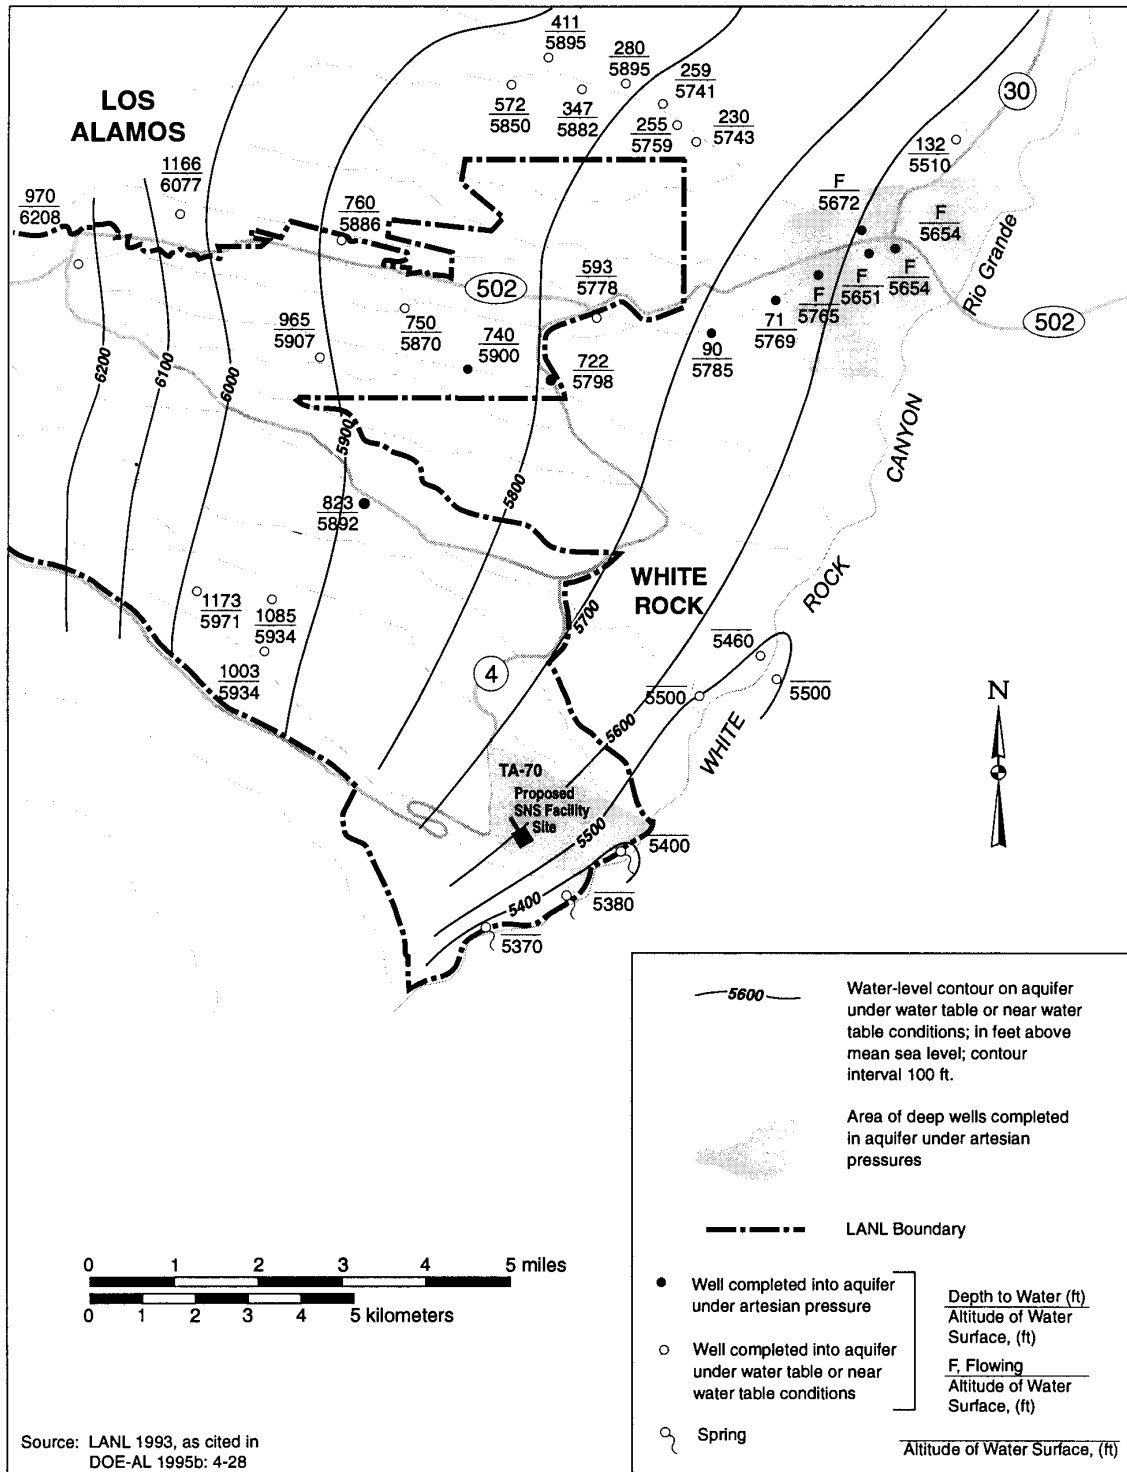 411
5895
280
5895
259
5741
30
LOS
ALAMOS
572
5850
347
5882
255
5759
230
5743
132
5510
1166
6077
970
6208
760
5886
F
5672
F
5654
502
593
5778
F
5765
F
5651
F
5654
Rio Grande
502
965
5907
750
5870
740
5900
71
5769
90
5785
722
5798
6200
6100
6000
5900
CANYON
5800
823
5892
WHITE
ROCK
ROCK
5700
1173
5971
1085
5934
5460
4
1003
5934
5500
5500
N
5600
WHITE
TA-70
Proposed
SNS Facility
Site
5500
5400
5400
5380
5370
5600
Water-level contour on aquifer
under water table or near water
table conditions; in feet above
mean sea level; contour
interval 100 ft.
Area of deep wells completed
in aquifer under artesian
pressures
LANL Boundary
0 1 2 3 4 5 miles
0 1 2 3 4 5 kilometers
Well completed into aquifer
under artesian pressure
Depth to Water (ft)
Altitude of Water
Surface, (ft)
Well completed into aquifer
under water table or near
water table conditions
F, Flowing
Altitude of Water
Surface, (ft)
Spring
Altitude of Water Surface, (ft)
Source: LANL 1993, as cited in
DOE-AL 1995b: 4-28